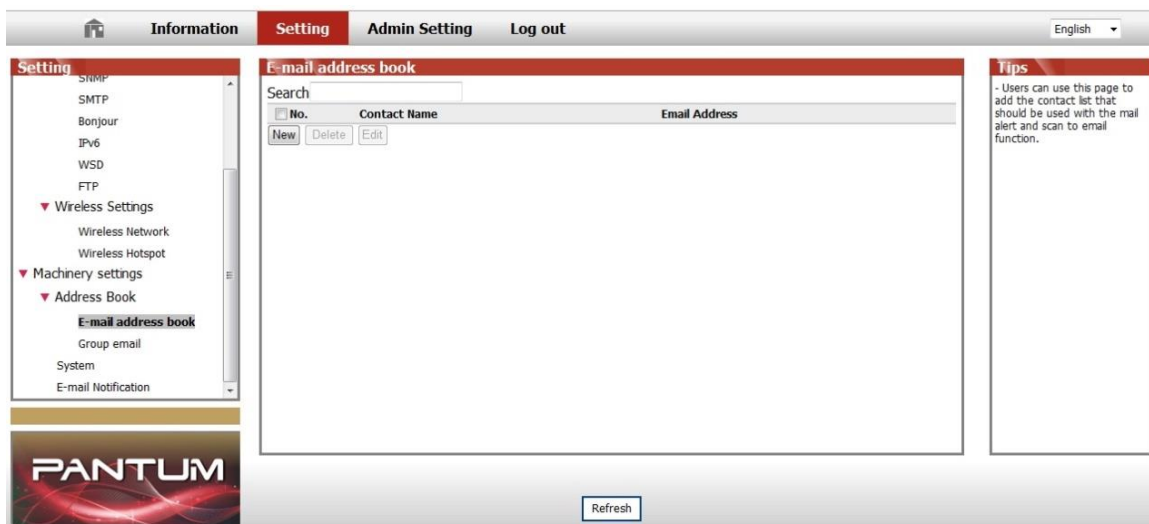 Information Setting Admin Setting Log out English
Setting
SNMP
SMTP
Bonjour
IPv6
WSD
FTP
Wireless Settings
Wireless Network
Wireless Hotspot
Machinery settings
Address Book
E-mail address book
Group email
System
E-mail Notification
PANTUM
E-mail address book
Search
No. Contact Name Email Address
New Delete Edit
Refresh
Tips
- Users can use this page to
add the contact list that
should be used with the mail
alert and scan to email
function.